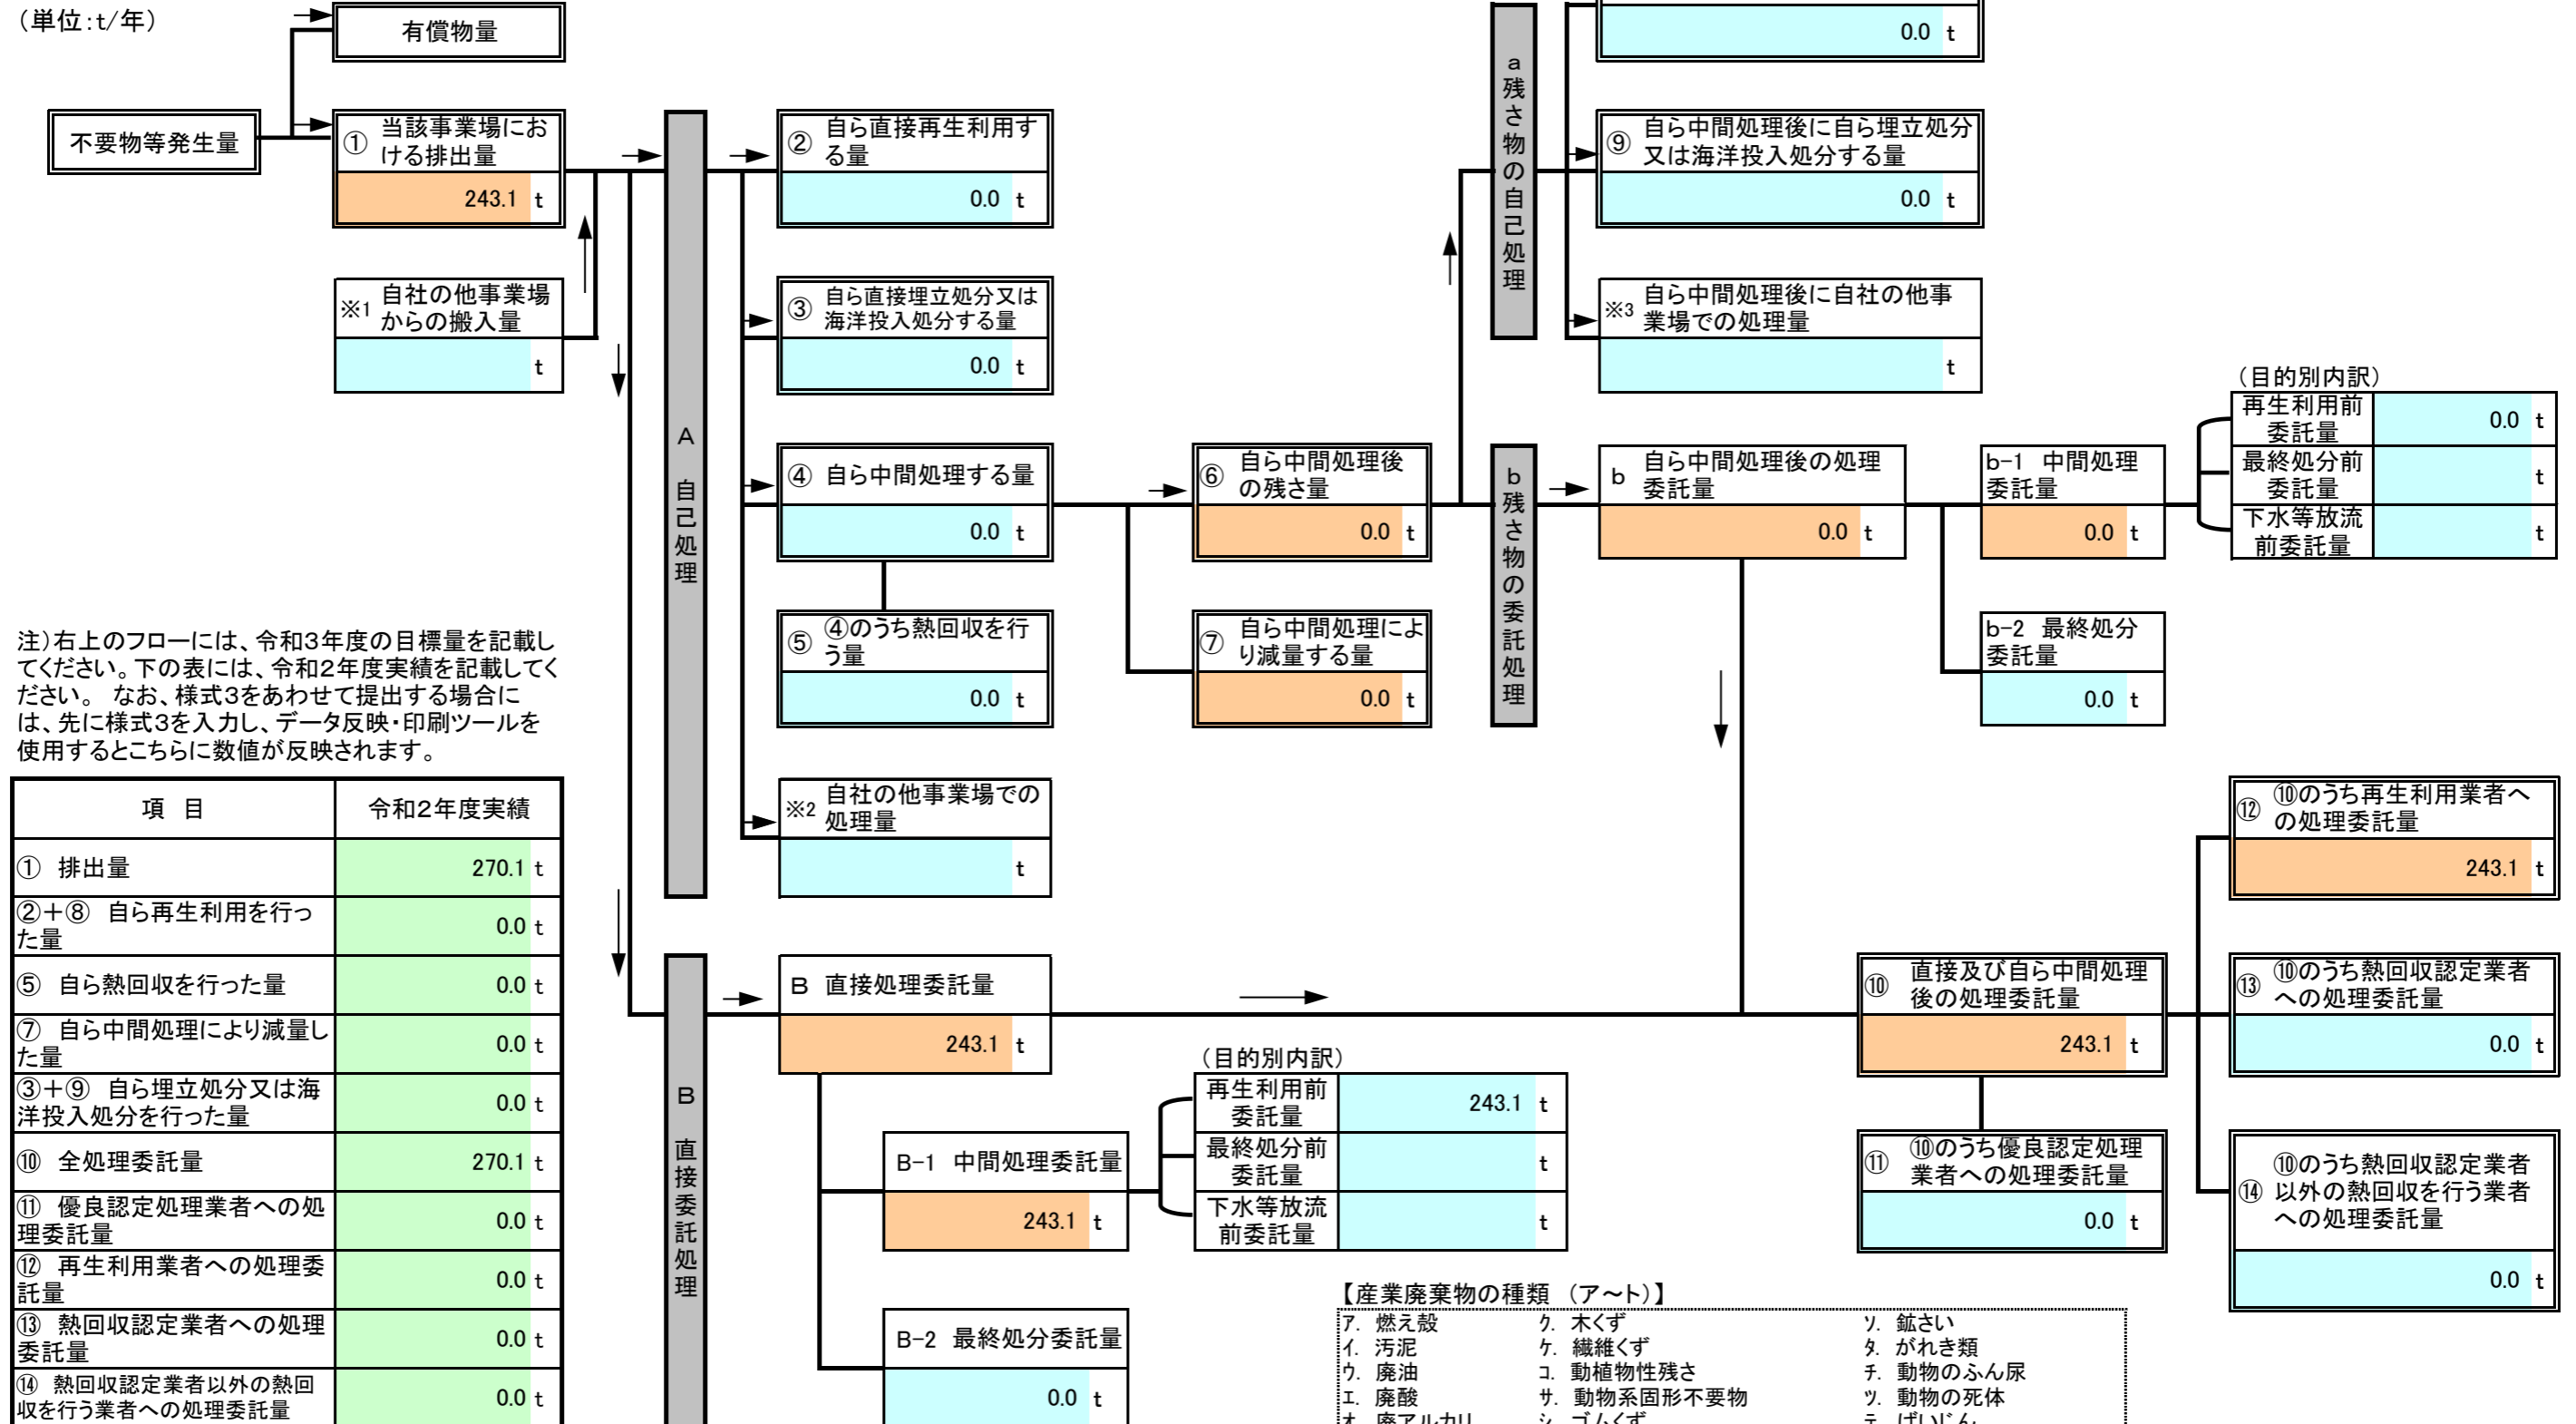 （単位：t/年）
有償物量
不要物等発生量
① 当該事業場にお
ける排出量
243.1 t
※1 自社の他事業場
からの搬入量
t
A 自己処理
② 自ら直接再生利用す
る量
0.0 t
③ 自ら直接埋立処分又は
海洋投入処分する量
0.0 t
④ 自ら中間処理する量
0.0 t
⑤ ④のうち熱回収を行
う量
0.0 t
※2 自社の他事業場での
処理量
t
⑥ 自ら中間処理後
の残さ量
0.0 t
⑦ 自ら中間処理によ
り減量する量
0.0 t
a残さ物の自己処理
0.0 t
⑨ 自ら中間処理後に自ら埋立処分
又は海洋投入処分する量
0.0 t
※3 自ら中間処理後に自社の他事
業場での処理量
t
b残さ物の委託処理
b 自ら中間処理後の処理
委託量
0.0 t
b-1 中間処理
委託量
0.0 t
b-2 最終処分
委託量
0.0 t
（目的別内訳）
再生利用前
委託量 0.0 t
最終処分前
委託量 t
下水等放流
前委託量 t
注）右上のフローには、令和３年度の目標量を記載し
てください。下の表には、令和２年度実績を記載してく
ださい。 なお、様式３をあわせて提出する場合に
は、先に様式３を入力し、データ反映・印刷ツールを
使用するとこちらに数値が反映されます。
項 目 令和２年度実績
① 排出量 270.1 t
②＋⑧ 自ら再生利用を行っ
た量 0.0 t
⑤ 自ら熱回収を行った量 0.0 t
⑦ 自ら中間処理により減量し
た量 0.0 t
③＋⑨ 自ら埋立処分又は海
洋投入処分を行った量 0.0 t
⑩ 全処理委託量 270.1 t
⑪ 優良認定処理業者への処
理委託量 0.0 t
⑫ 再生利用業者への処理委
託量 0.0 t
⑬ 熱回収認定業者への処理
委託量 0.0 t
⑭ 熱回収認定業者以外の熱回
収を行う業者への処理委託量 0.0 t
B 直接委託処理
B 直接処理委託量
243.1 t
B-1 中間処理委託量
243.1 t
B-2 最終処分委託量
0.0 t
（目的別内訳）
再生利用前
委託量 243.1 t
最終処分前
委託量 t
下水等放流
前委託量 t
⑩ 直接及び自ら中間処理
後の処理委託量
243.1 t
⑪ ⑩のうち優良認定処理
業者への処理委託量
0.0 t
⑫ ⑩のうち再生利用業者へ
の処理委託量
243.1 t
⑬ ⑩のうち熱回収認定業者
への処理委託量
0.0 t
⑭ ⑩のうち熱回収認定業者
以外の熱回収を行う業者
への処理委託量
0.0 t
【産業廃棄物の種類 （ア～ト）】
ア. 燃え殻 ク. 木くず ソ. 鉱さい
イ. 汚泥 ケ. 繊維くず タ. がれき類
ウ. 廃油 コ. 動植物性残さ チ. 動物のふん尿
エ. 廃酸 サ. 動物系固形不要物 ツ. 動物の死体
オ. 廃アルカリ シ. ゴムくず テ. ばいじん